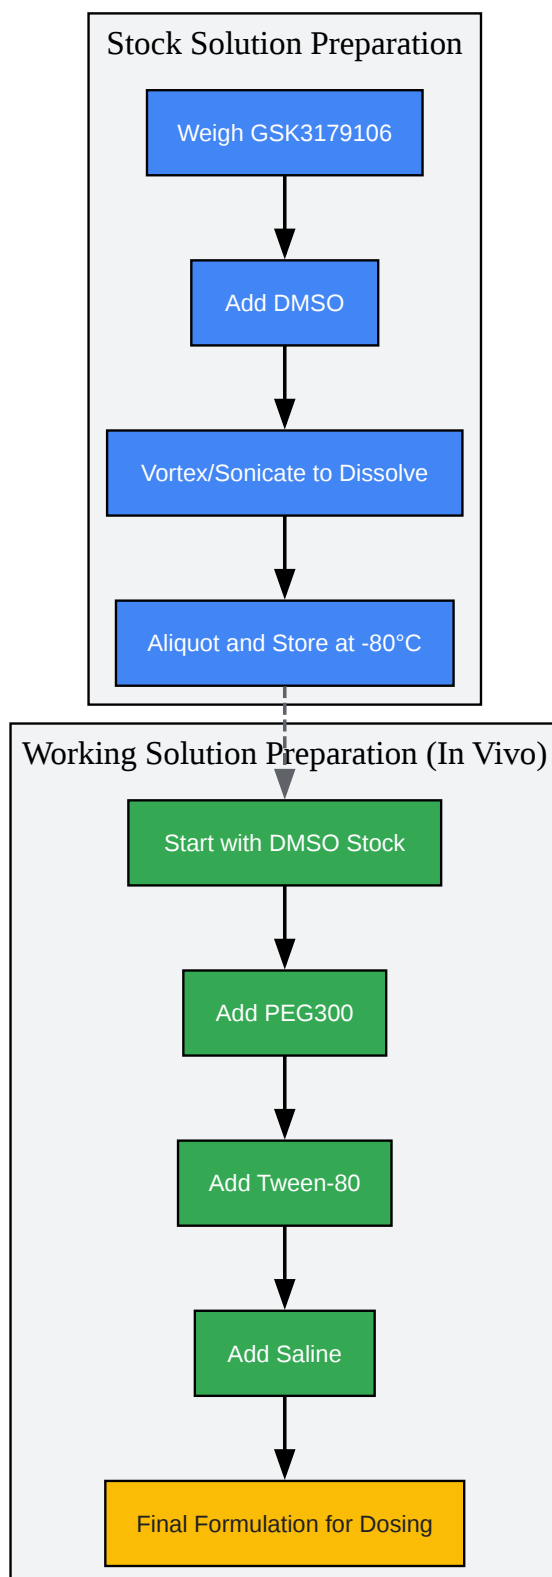 Stock Solution Preparation
Weigh GSK3179106
Add DMSO
Vortex/Sonicate to Dissolve
Aliquot and Store at -80°C
Working Solution Preparation (In Vivo)
Start with DMSO Stock
Add PEG300
Add Tween-80
Add Saline
Final Formulation for Dosing